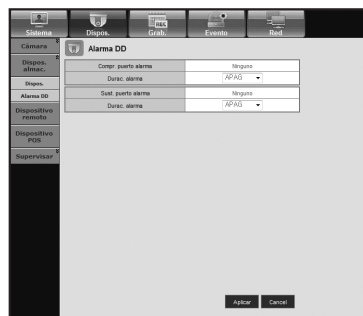 Sistema Dispos. Grab. Evento Red
REC
Cámara
Dispos.
almac.
Dispos.
Alarma DD
Dispositivo
remoto
Dispositivo
POS
Supervisar
Alarma DD
Compr. puerto alarma Ninguno
Durac. alarma APAG
Sust. puerto alarma Ninguno
Durac. alarma APAG
Aplicar Cancel